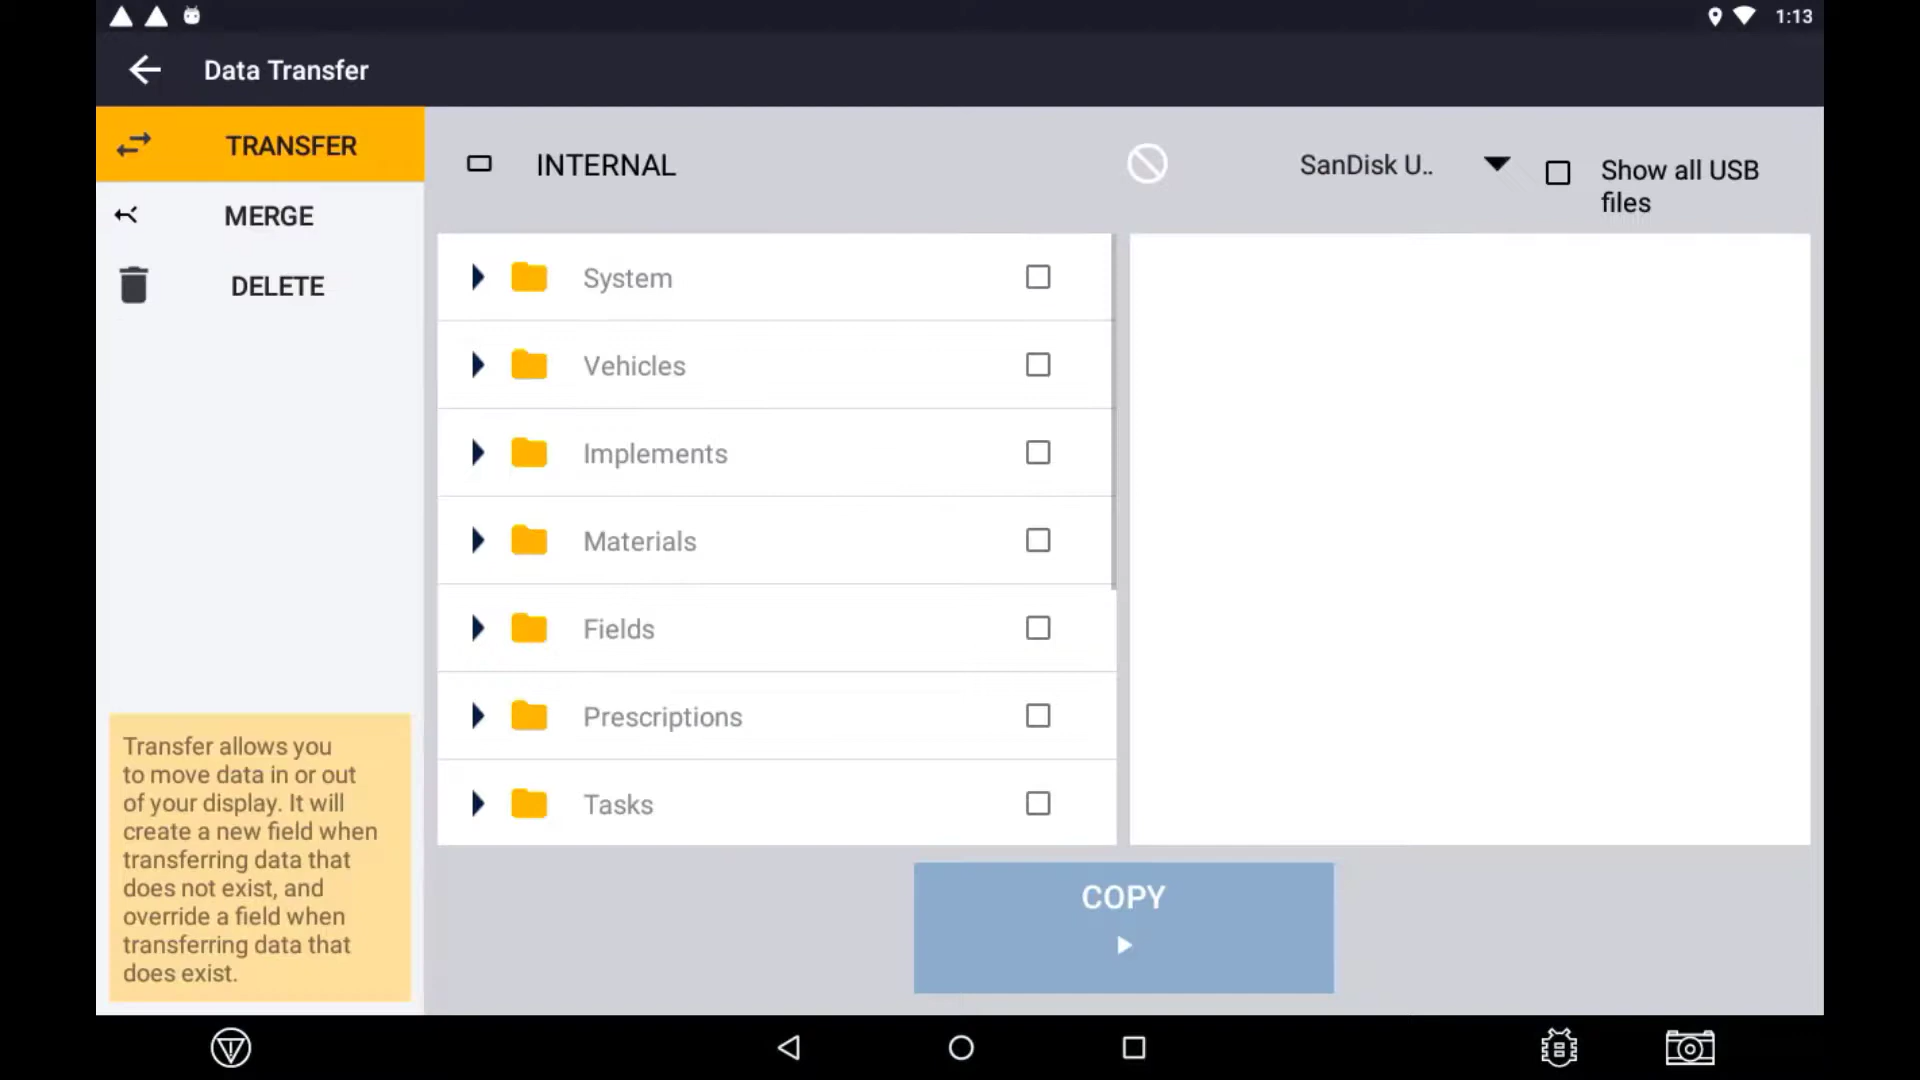 1:13
Data Transfer
TRANSFER
MERGE
DELETE
INTERNAL
SanDisk U..
Show all USB
files
System
Vehicles
Implements
Materials
Fields
Prescriptions
Tasks
Transfer allows you
to move data in or out
of your display. It will
create a new field when
transferring data that
does not exist, and
override a field when
transferring data that
does exist.
COPY